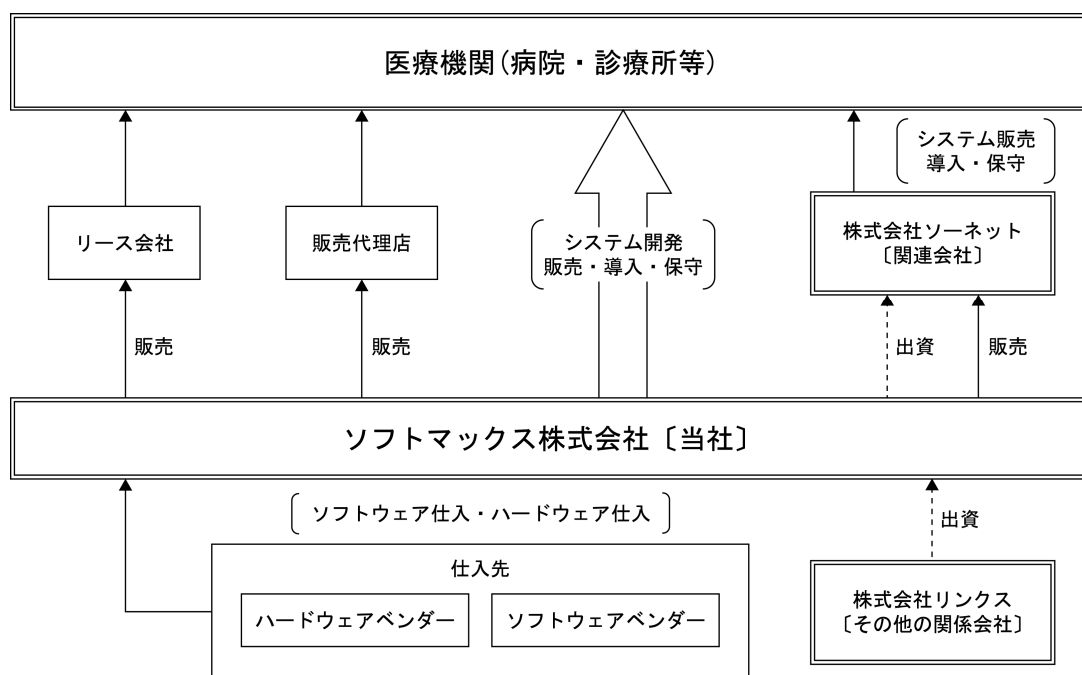 医療機関(病院・診療所等)
システム販売
導入・保守
リース会社
販売代理店
システム開発
販売・導入・保守
株式会社ソーネット
〔関連会社〕
販売
販売
出資
販売
ソフトマックス株式会社〔当社〕
ソフトウェア仕入・ハードウェア仕入
出資
仕入先
ハードウェアベンダー
ソフトウェアベンダー
株式会社リンクス
〔その他の関係会社〕